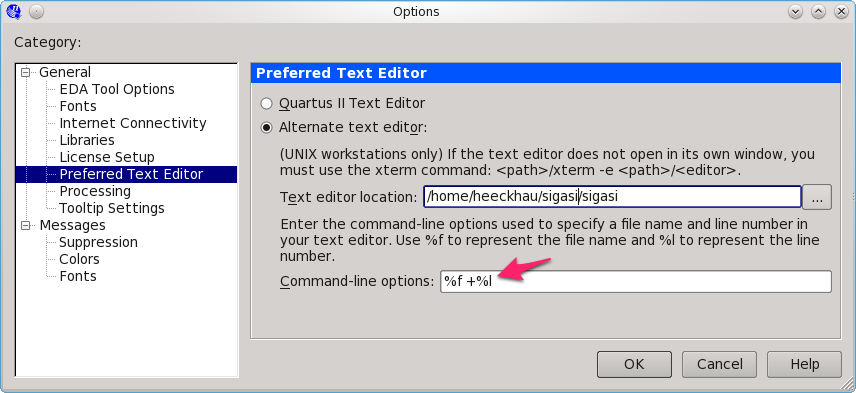 Options
Category:
General
EDA Tool Options
Fonts
Internet Connectivity
Libraries
License Setup
Preferred Text Editor
Processing
Tooltip Settings
Messages
Suppression
Colors
Fonts
Preferred Text Editor
Quartus II Text Editor
Alternate text editor:
(UNIX workstations only) If the text editor does not open in its own window, you
must use the xterm command: <path>/xterm -e <path>/<editor>.
Text editor location: /home/heeckhau/sigasi/sigasi ...
Enter the command-line options used to specify a file name and line number in
your text editor. Use %f to represent the file name and %l to represent the line
number.
Command-line options: %f +%l
OK Cancel Help